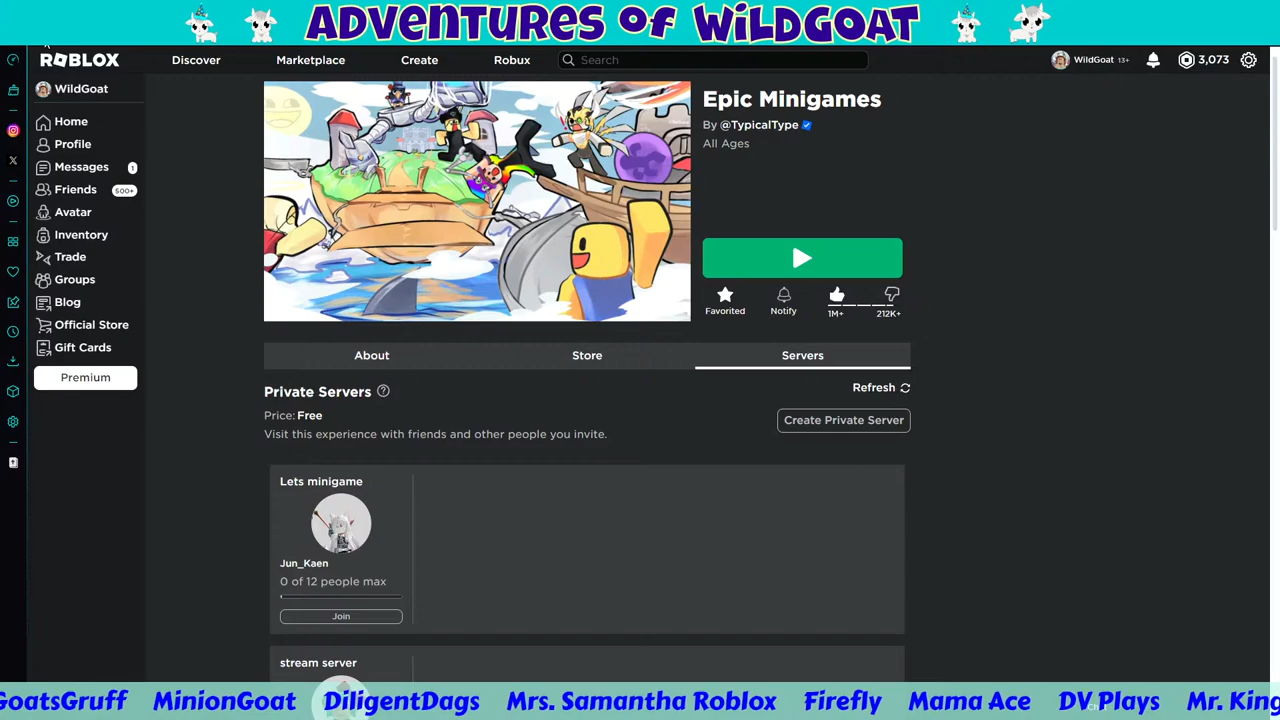 ADVENTURES OF WILDGOAT
ROBLOX Discover Marketplace Create Robux Search WildGoat 13+ 3,073
WildGoat
Home
Profile
Messages 1
Friends 500+
Avatar
Inventory
Trade
Groups
Blog
Official Store
Gift Cards
Premium
Epic Minigames
By @TypicalType
All Ages
Favorited Notify 1M+ 212K+
About Store Servers
Private Servers Refresh
Price: Free
Create Private Server
Visit this experience with friends and other people you invite.
Lets minigame
Jun_Kaen
0 of 12 people max
Join
stream server
GoatsGruff MinionGoat DiligentDags Mrs. Samantha Roblox Firefly Mama Ace DV Plays Mr. King